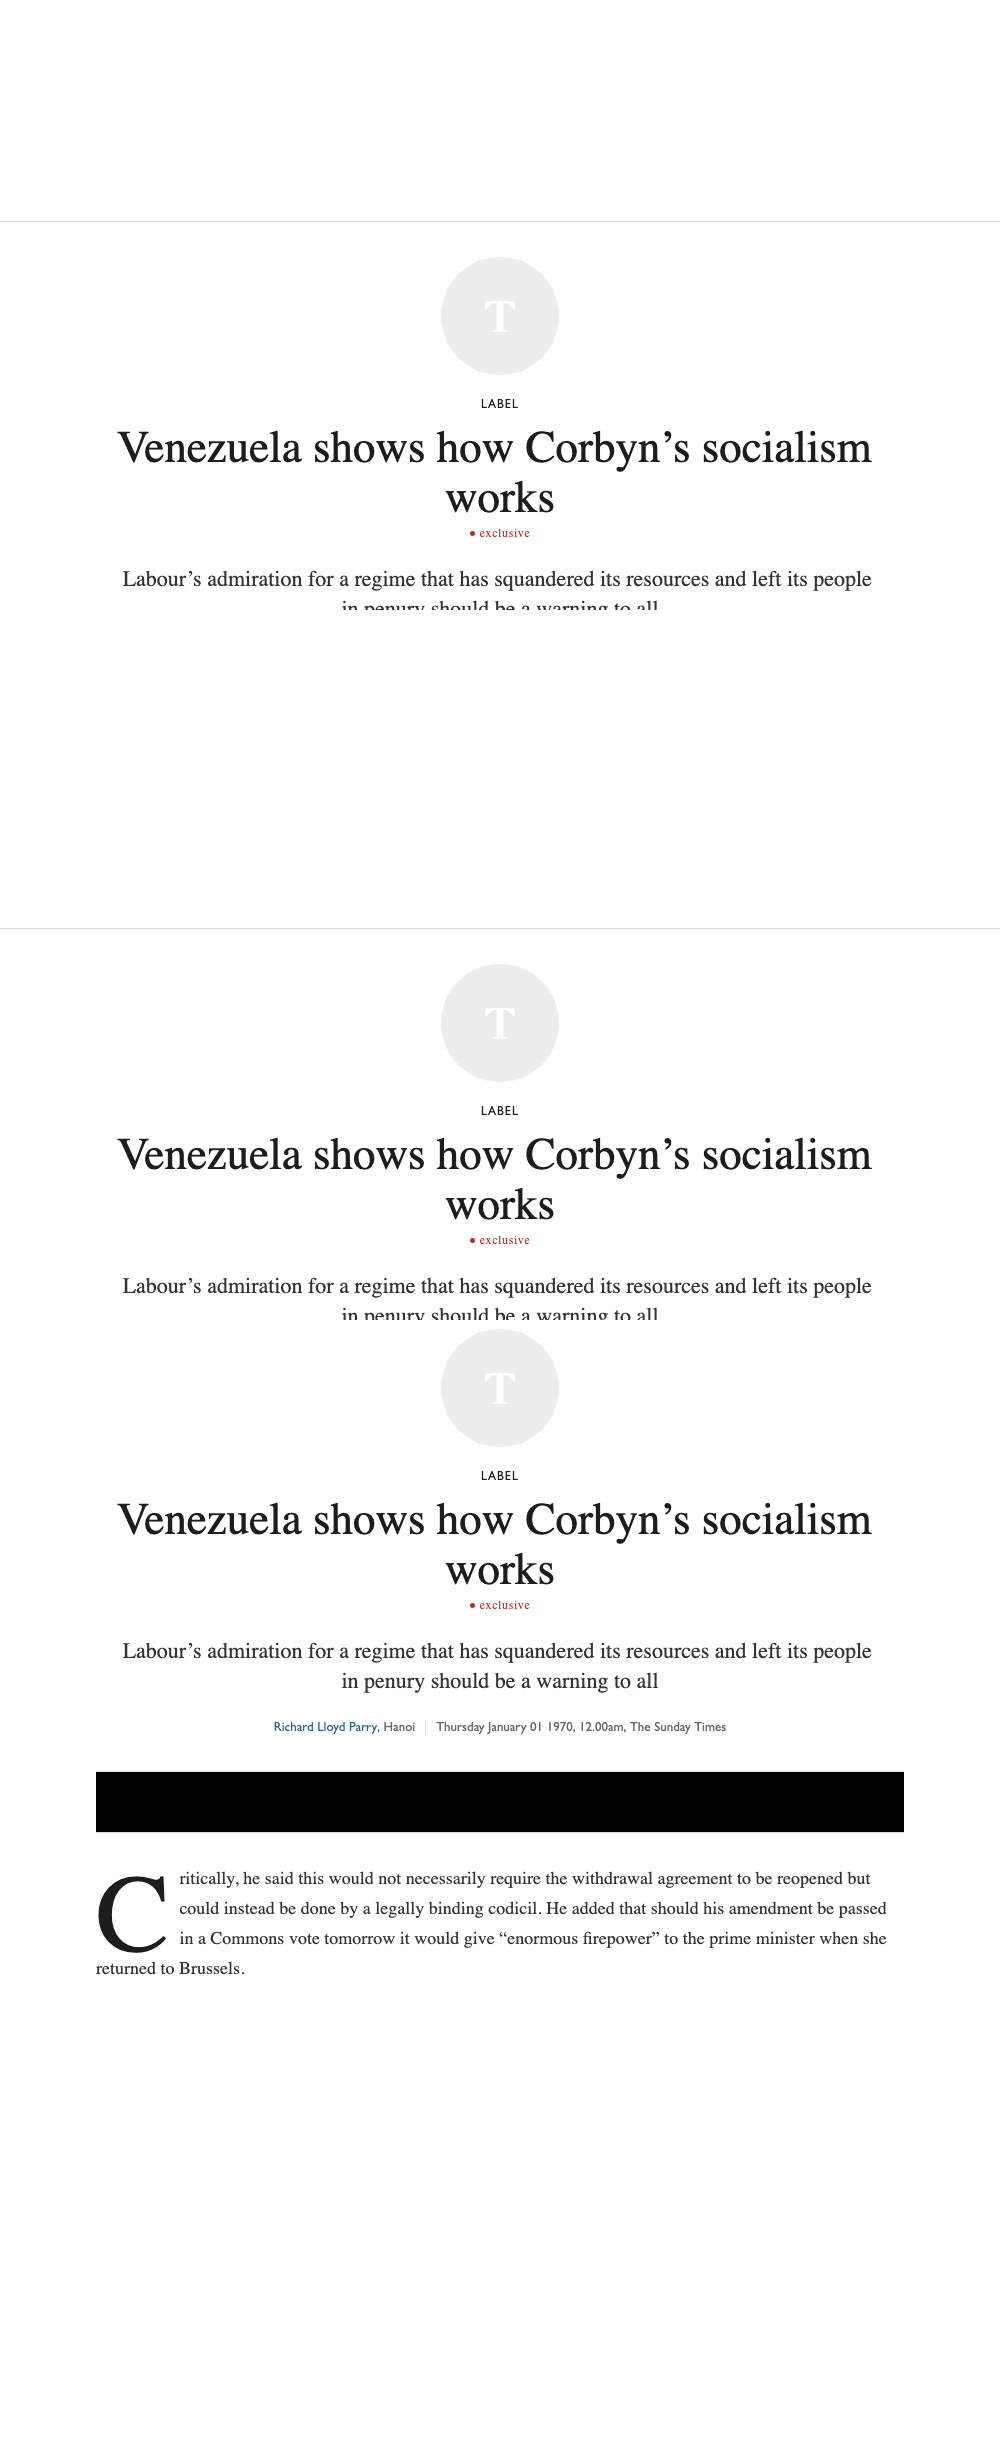 T
LABEL
Venezuela shows how Corbyn’s socialism
works
exclusive
Labour’s admiration for a regime that has squandered its resources and left its people
in penury should be a warning to all
T
LABEL
Venezuela shows how Corbyn’s socialism
works
exclusive
Labour’s admiration for a regime that has squandered its resources and left its people
in penury should be a warning to all
T
LABEL
Venezuela shows how Corbyn’s socialism
works
exclusive
Labour’s admiration for a regime that has squandered its resources and left its people
in penury should be a warning to all
Richard Lloyd Parry, Hanoi | Thursday January 01 1970, 12.00am, The Sunday Times
Critically, he said this would not necessarily require the withdrawal agreement to be reopened but
could instead be done by a legally binding codicil. He added that should his amendment be passed
in a Commons vote tomorrow it would give “enormous firepower” to the prime minister when she
returned to Brussels.